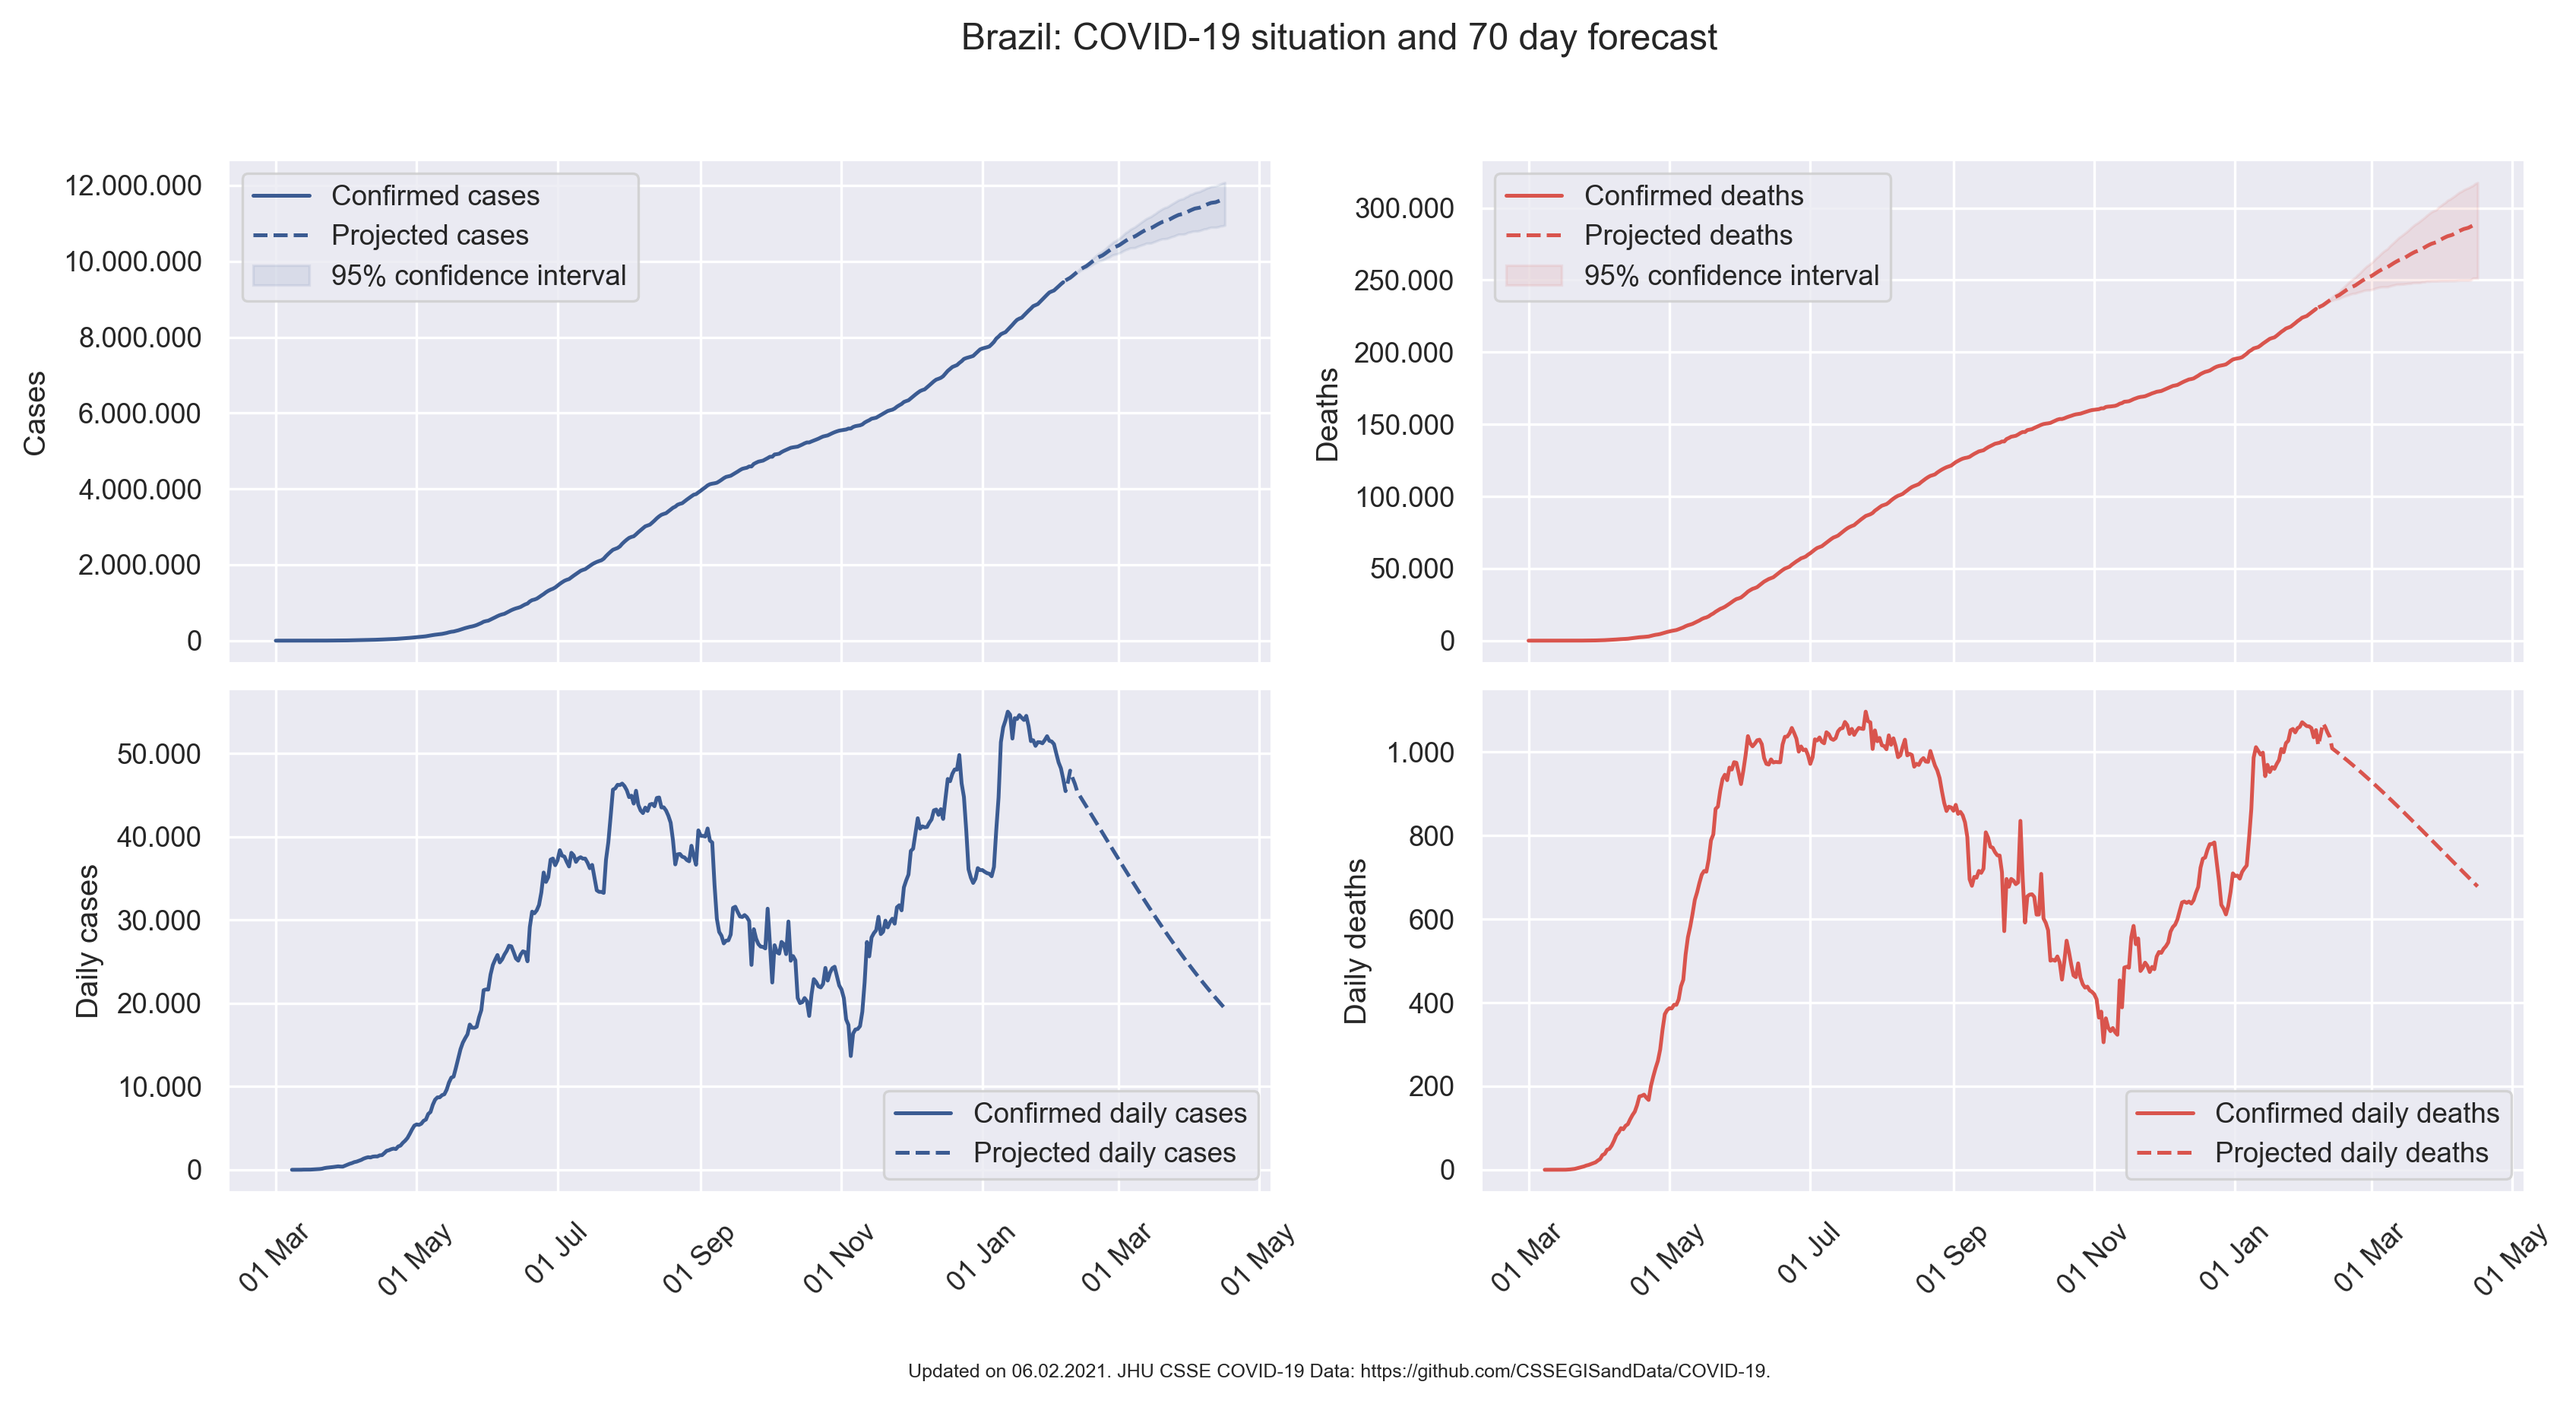 Brazil: COVID-19 situation and 70 day forecast
Cases
12.000.000
10.000.000
8.000.000
6.000.000
4.000.000
2.000.000
0
Confirmed cases
Projected cases
95% confidence interval
Deaths
300.000
250.000
200.000
150.000
100.000
50.000
0
Confirmed deaths
Projected deaths
95% confidence interval
Daily cases
50.000
40.000
30.000
20.000
10.000
0
Confirmed daily cases
Projected daily cases
01 Mar
01 May
01 Jul
01 Sep
01 Nov
01 Jan
01 Mar
01 May
Daily deaths
1.000
800
600
400
200
0
Confirmed daily deaths
Projected daily deaths
01 Mar
01 May
01 Jul
01 Sep
01 Nov
01 Jan
01 Mar
01 May
Updated on 06.02.2021. JHU CSSE COVID-19 Data: https://github.com/CSSEGISandData/COVID-19.